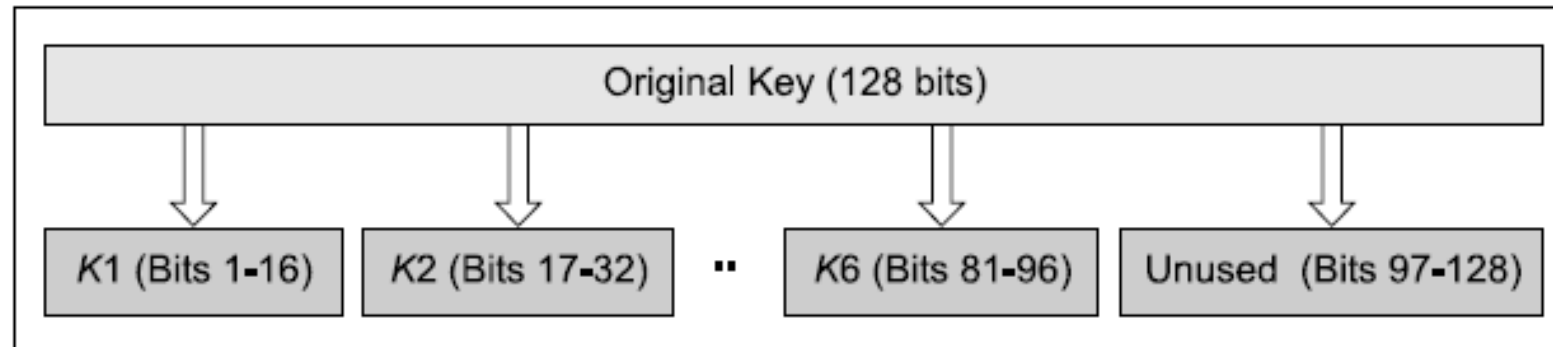 Original Key (128 bits)
K1 (Bits 1-16) K2 (Bits 17-32) .. K6 (Bits 81-96) Unused (Bits 97-128)